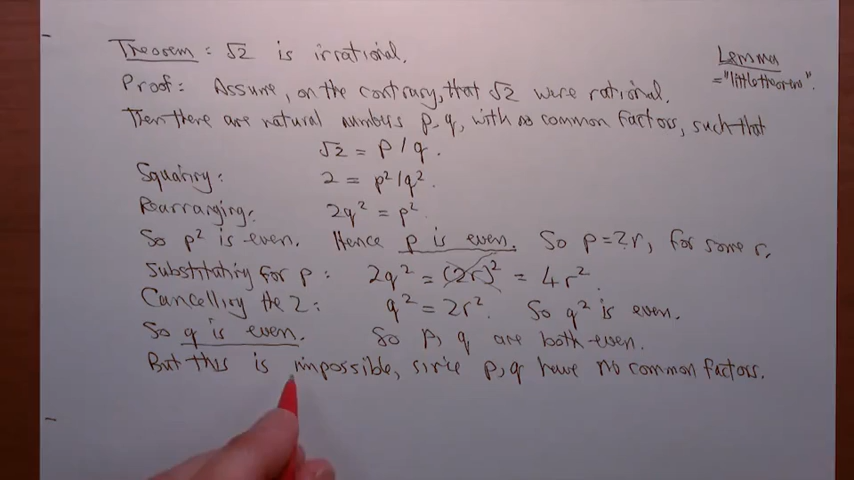 Theorem: √2 is irrational.
Proof: Assume, on the contrary, that √2 were rational.
Then there are natural numbers p, q, with no common factors, such that
√2 = p / q.
Squaring: 2 = p²/q².
Rearranging: 2q² = p².
So p² is even. Hence p is even. So p=2r, for some r.
Substituting for p: 2q² = (2r)² = 4r².
Cancelling the 2: q² = 2r². So q² is even.
So q is even. So p, q are both even.
But this is impossible, since p, q have no common factors.
Lemma
= "little theorem".